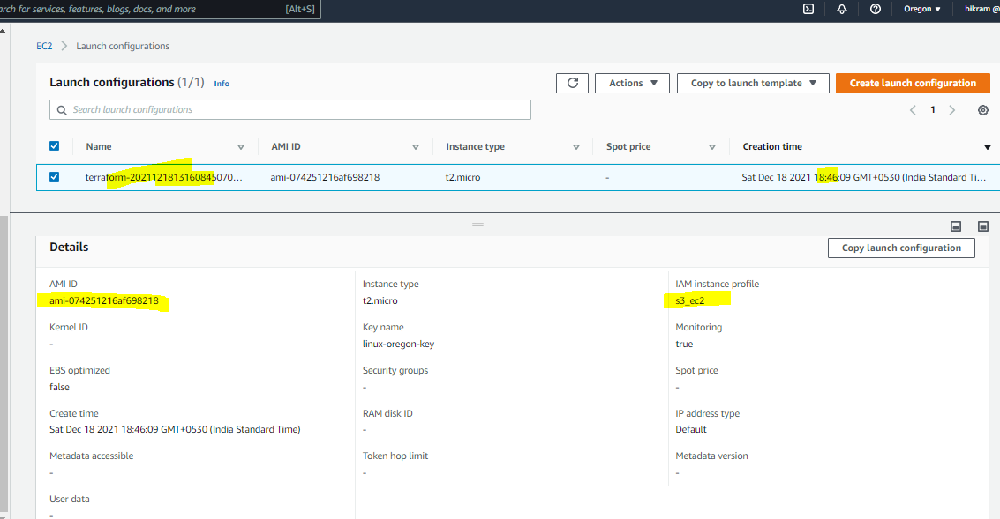 rch for services, features, blogs, docs, and more [Alt+S] Oregon ▼ bikram @
EC2 > Launch configurations
Launch configurations (1/1) Info Actions ▼ Copy to launch template ▼ Create launch configuration
Search launch configurations < 1 >
Name AMI ID Instance type Spot price Creation time
terraform-20211218131608450 70... ami-074251216af698218 t2.micro - Sat Dec 18 2021 18:46:09 GMT+0530 (India Standard Ti...
Details Copy launch configuration
AMI ID Instance type IAM instance profile
ami-074251216af698218 t2.micro s3_ec2
Kernel ID Key name Monitoring
- linux-oregon-key true
EBS optimized Security groups Spot price
false - -
Create time RAM disk ID IP address type
Sat Dec 18 2021 18:46:09 GMT+0530 (India Standard Time) - Default
Metadata accessible Token hop limit Metadata version
- - -
User data
-